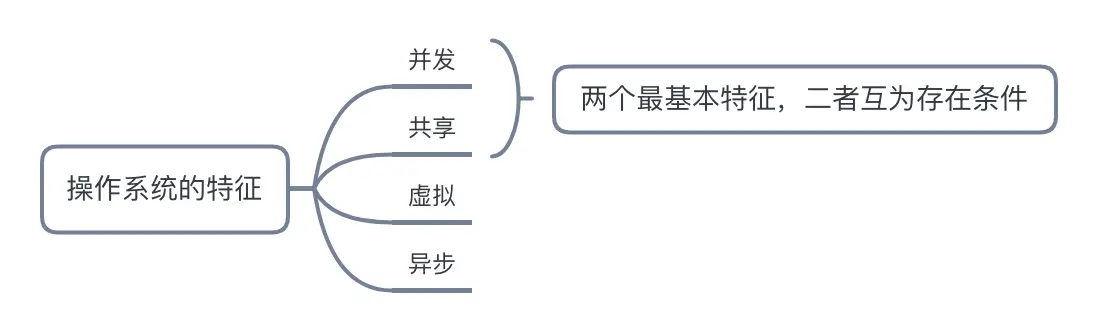 操作系统的特征
并发
共享
虚拟
异步
两个最基本特征，二者互为存在条件